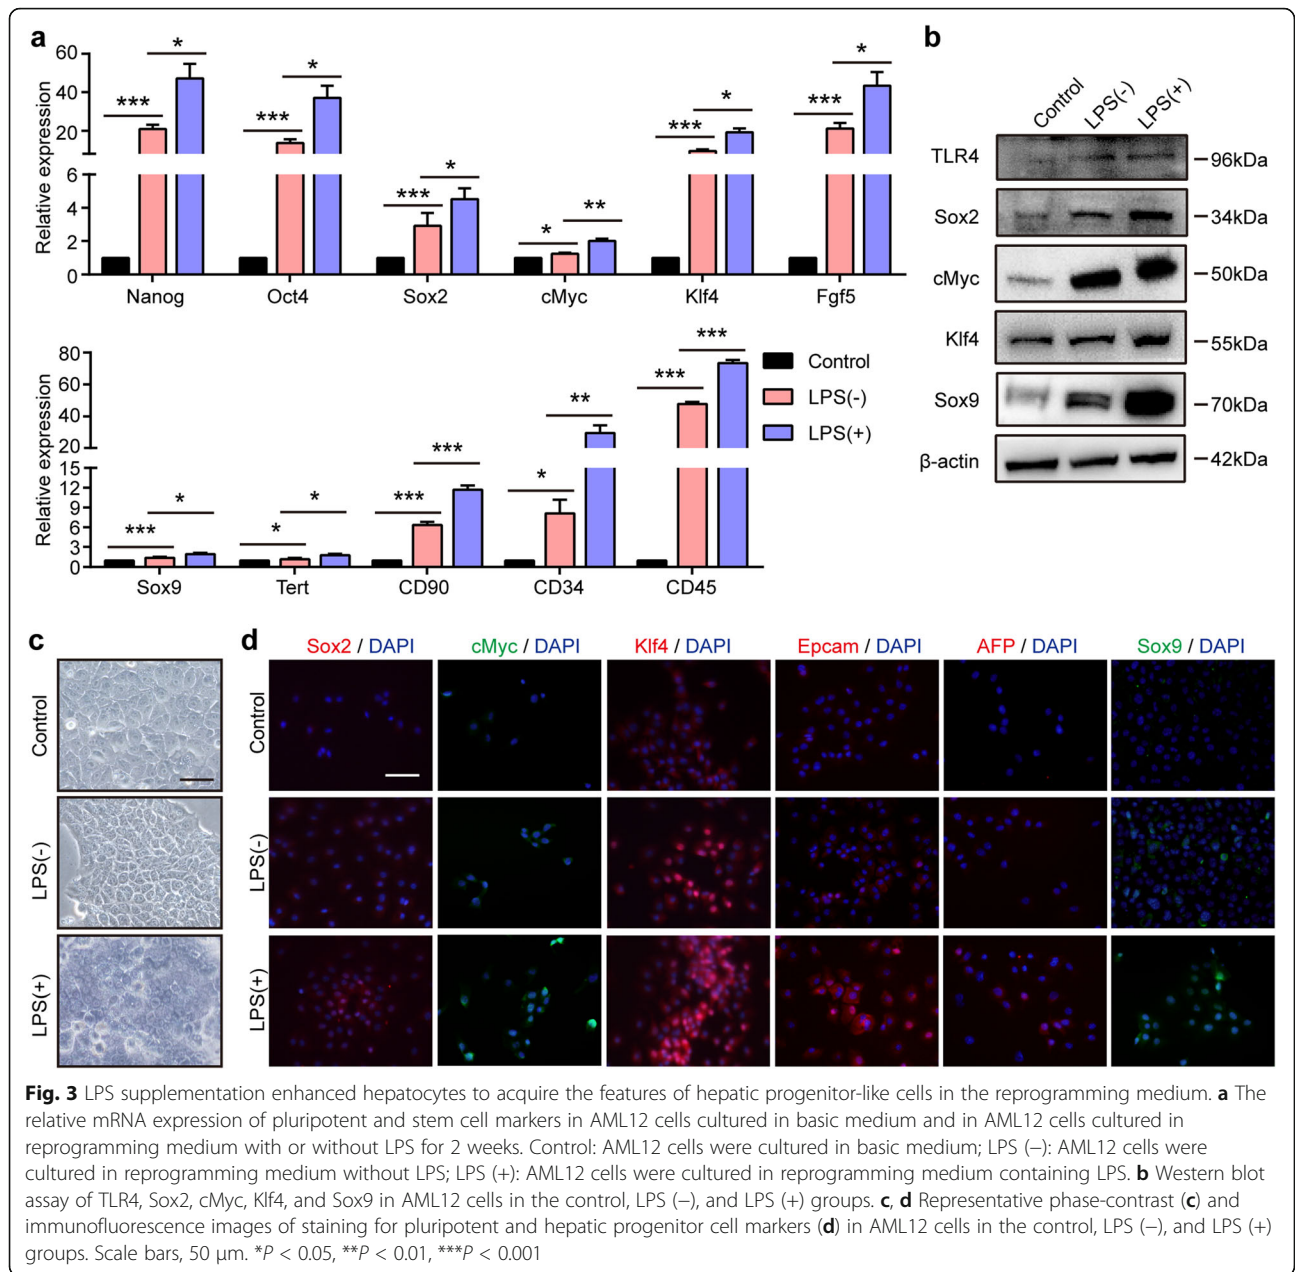 a
60
40
20
6
4
2
0
Relative expression
Relative expression
*
***
*
***
*
***
**
*
*
***
*
***
Nanog Oct4 Sox2 cMyc Klf4 Fgf5
80
60
40
20
15
12
9
6
3
0
Relative expression
*
***
*
*
***
***
**
*
***
***
Sox9 Tert CD90 CD34 CD45
Control
LPS(-)
LPS(+)
b
Control LPS(-) LPS(+)
TLR4 96kDa
Sox2 34kDa
cMyc 50kDa
Klf4 55kDa
Sox9 70kDa
β-actin 42kDa
c
Control
LPS(-)
LPS(+)
d
Sox2 / DAPI cMyc / DAPI Klf4 / DAPI Epcam / DAPI AFP / DAPI Sox9 / DAPI
Control
LPS(-)
LPS(+)
Fig. 3 LPS supplementation enhanced hepatocytes to acquire the features of hepatic progenitor-like cells in the reprogramming medium. a The
relative mRNA expression of pluripotent and stem cell markers in AML12 cells cultured in basic medium and in AML12 cells cultured in
reprogramming medium with or without LPS for 2 weeks. Control: AML12 cells were cultured in basic medium; LPS (−): AML12 cells were
cultured in reprogramming medium without LPS; LPS (+): AML12 cells were cultured in reprogramming medium containing LPS. b Western blot
assay of TLR4, Sox2, cMyc, Klf4, and Sox9 in AML12 cells in the control, LPS (−), and LPS (+) groups. c, d Representative phase-contrast (c) and
immunofluorescence images of staining for pluripotent and hepatic progenitor cell markers (d) in AML12 cells in the control, LPS (−), and LPS (+)
groups. Scale bars, 50 μm. *P < 0.05, **P < 0.01, ***P < 0.001